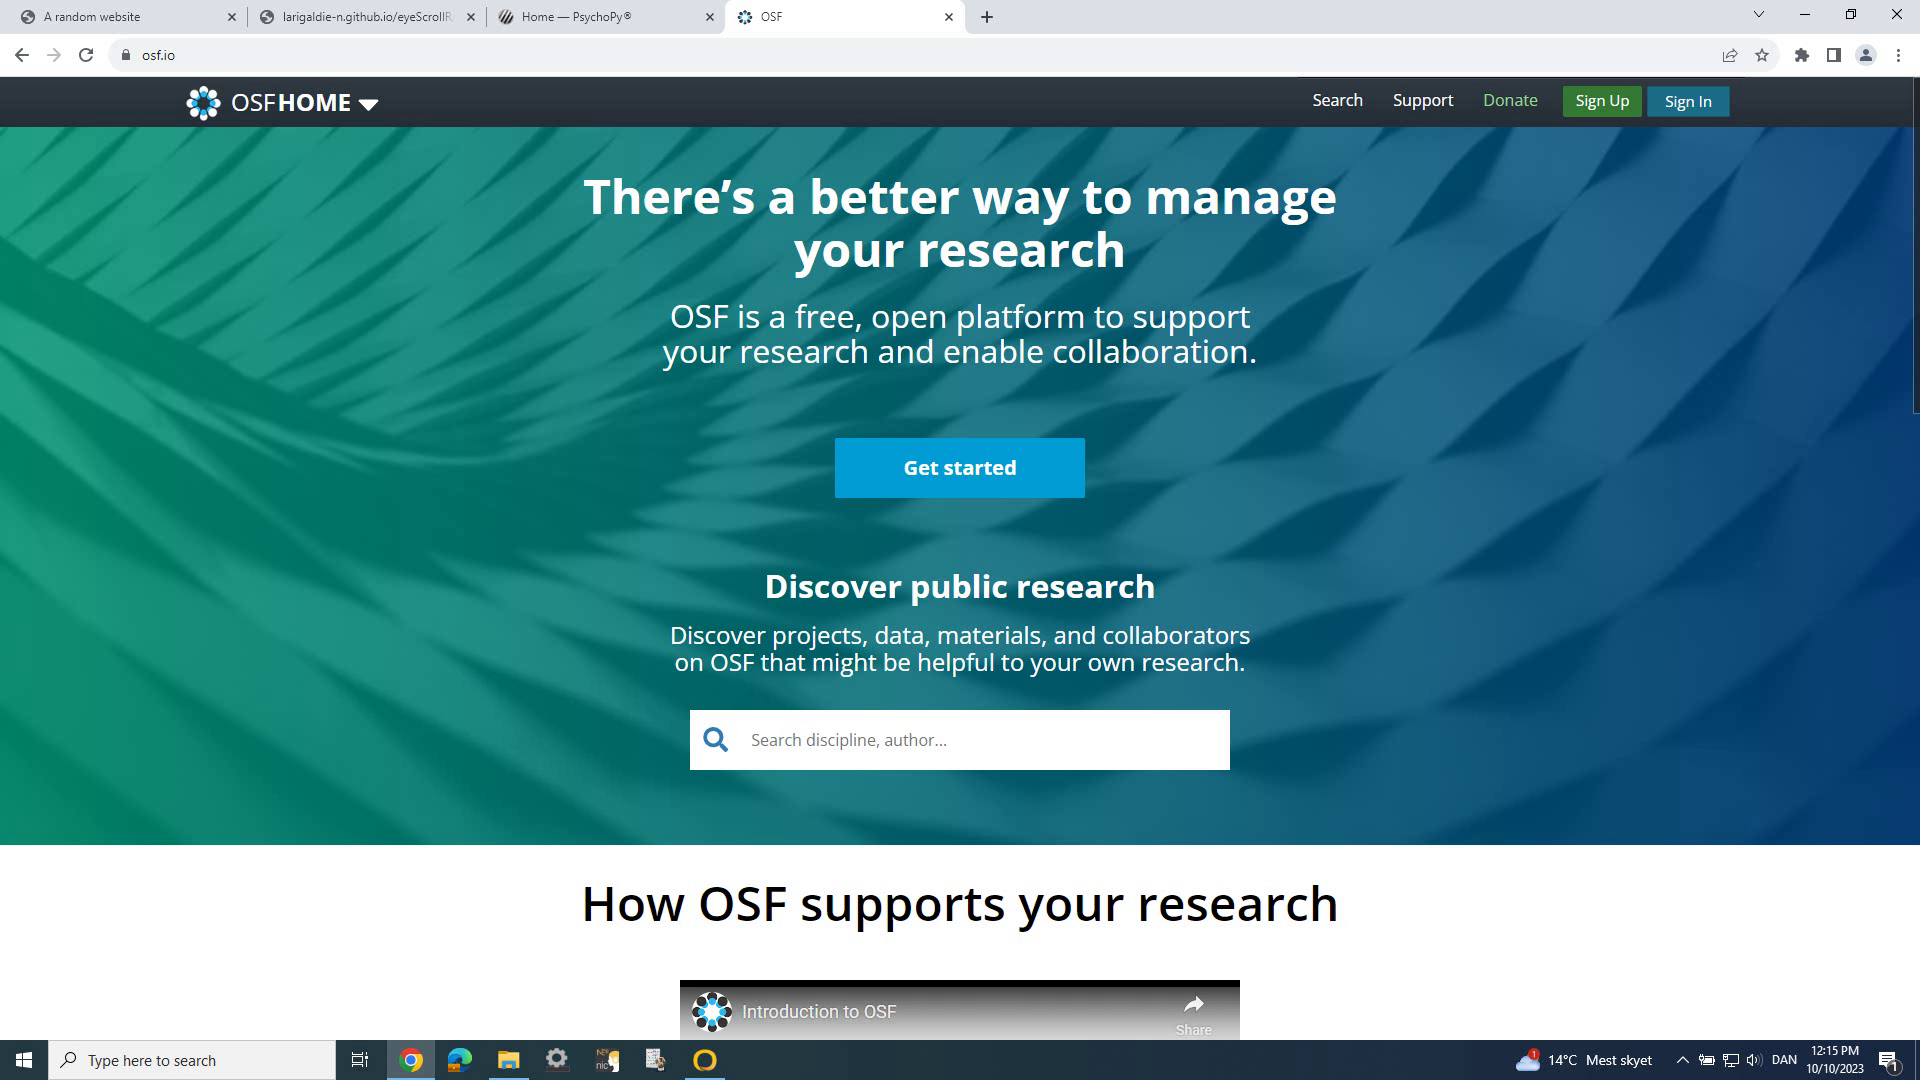 A random website
larigaldie-n.github.io/eyeScrollR
Home — PsychoPy®
OSF
osf.io
OSFHOME
Search
Support
Donate
Sign Up
Sign In
There’s a better way to manage
your research
OSF is a free, open platform to support
your research and enable collaboration.
Get started
Discover public research
Discover projects, data, materials, and collaborators
on OSF that might be helpful to your own research.
Search discipline, author...
How OSF supports your research
Introduction to OSF
Share
Type here to search
1
14°C Mest skyet
DAN
12:15 PM
10/10/2023
1